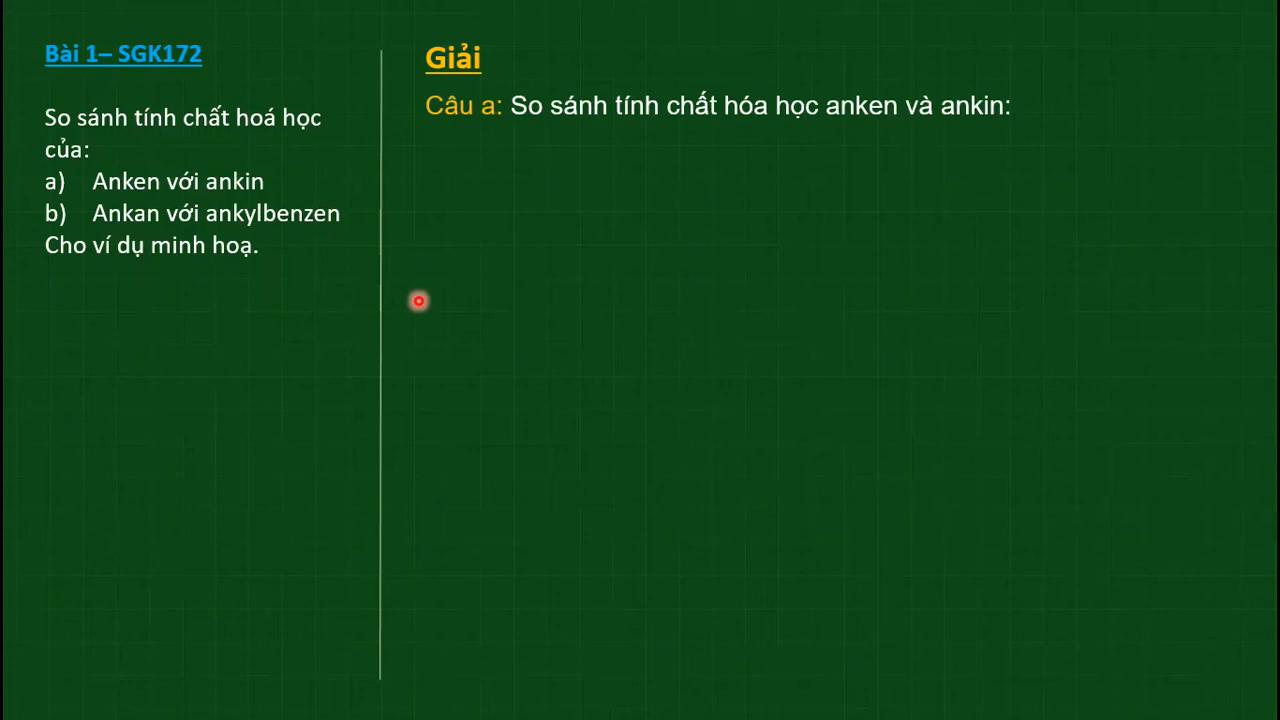 Bài 1– SGK172
So sánh tính chất hoá học
của:
a) Anken với ankin
b) Ankan với ankylbenzen
Cho ví dụ minh hoạ.
Giải
Câu a: So sánh tính chất hóa học anken và ankin: